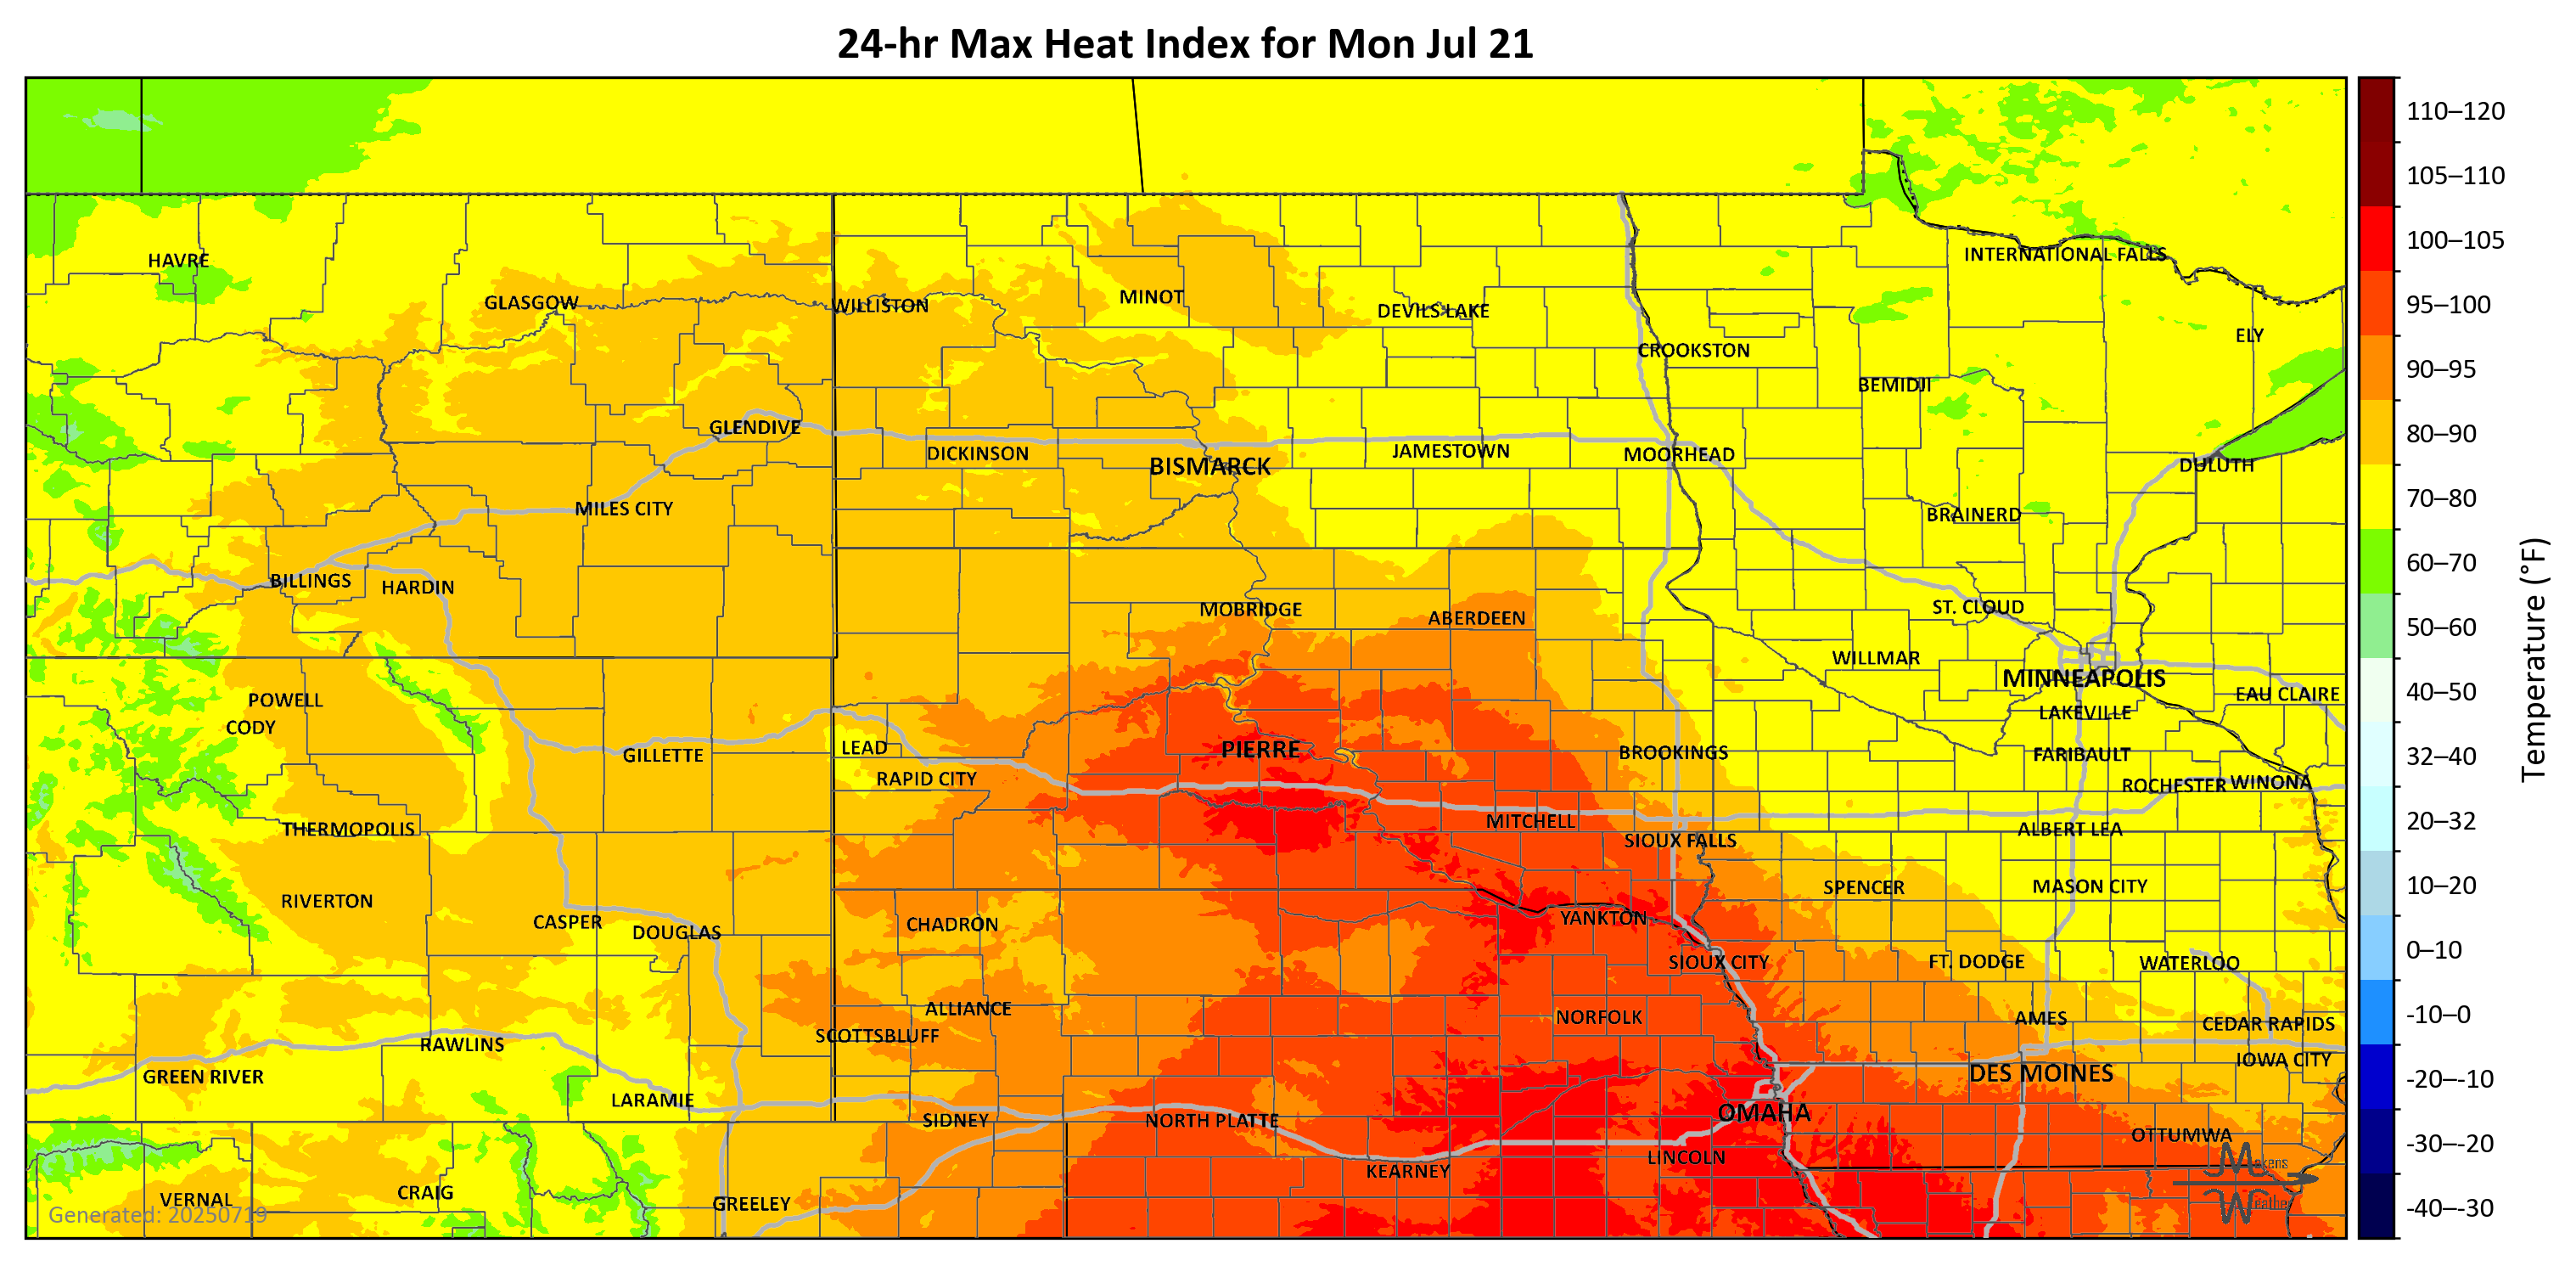 24-hr Max Heat Index for Mon Jul 21
110–120
105–110
100–105
95–100
90–95
80–90
70–80
60–70
50–60
40–50
32–40
20–32
10–20
0–10
-10–0
-20–-10
-30–-20
-40–-30
Temperature (°F)
HAVRE
INTERNATIONAL FALLS
GLASGOW
WILLISTON
MINOT
DEVILS LAKE
ELY
CROOKSTON
BEMIDJI
GLENDIVE
DICKINSON
BISMARCK
JAMESTOWN
MOORHEAD
DULUTH
MILES CITY
BRAINERD
BILLINGS
HARDIN
MOBRIDGE
ABERDEEN
ST. CLOUD
WILLMAR
MINNEAPOLIS
EAU CLAIRE
POWELL
CODY
LAKEVILLE
GILLETTE
LEAD
PIERRE
BROOKINGS
FARIBAULT
RAPID CITY
ROCHESTER
WINONA
THERMOPOLIS
MITCHELL
SIOUX FALLS
ALBERT LEA
RIVERTON
SPENCER
MASON CITY
CASPER
DOUGLAS
CHADRON
YANKTON
SIOUX CITY
FT. DODGE
WATERLOO
ALLIANCE
SCOTTSBLUFF
NORFOLK
AMES
CEDAR RAPIDS
RAWLINS
IOWA CITY
GREEN RIVER
DES MOINES
LARAMIE
SIDNEY
NORTH PLATTE
OMAHA
OTTUMWA
KEARNEY
LINCOLN
VERNAL
CRAIG
GREELEY
Generated: 20250719
Makens
Weather